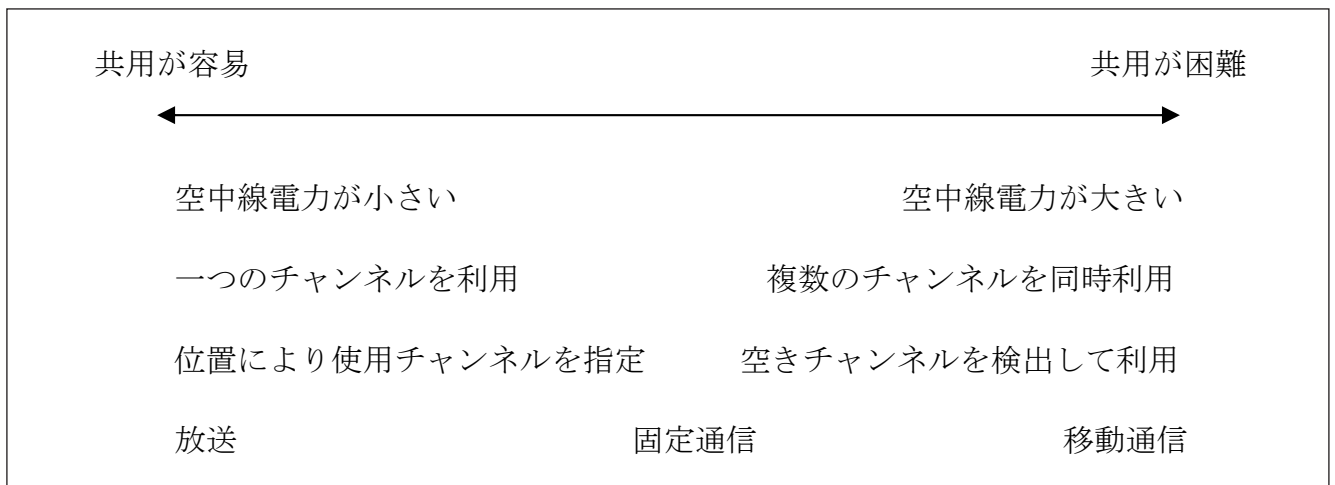 共用が容易 共用が困難
空中線電力が小さい 空中線電力が大きい
一つのチャンネルを利用 複数のチャンネルを同時利用
位置により使用チャンネルを指定 空きチャンネルを検出して利用
放送 固定通信 移動通信